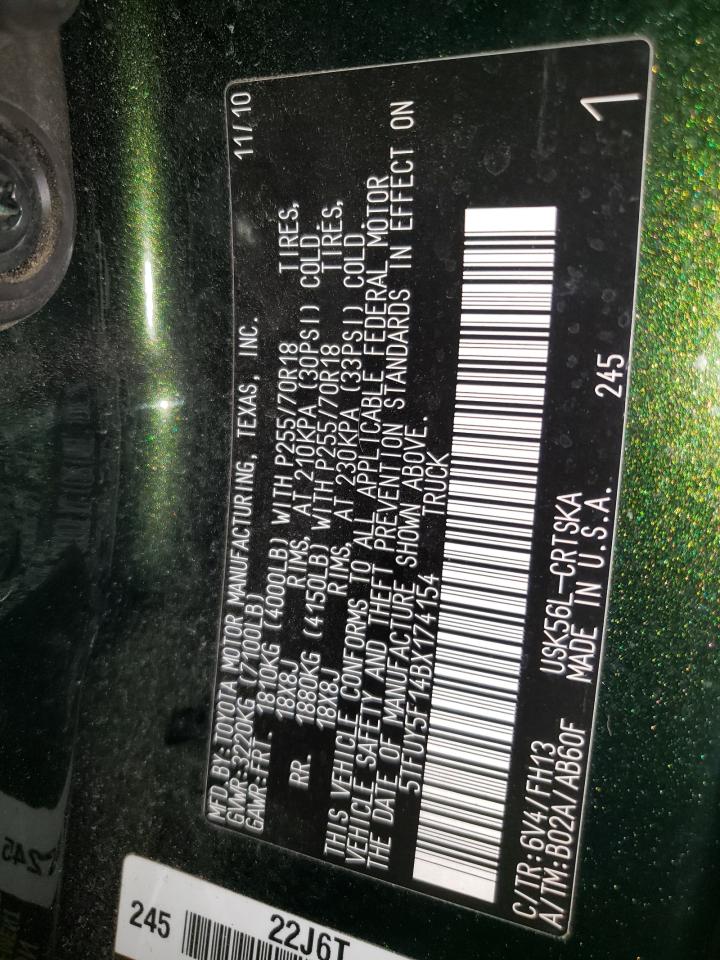 MFD. BY: TOYOTA MOTOR MANUFACTURING, TEXAS, INC. 11/10
GVWR: 3220KG (7100LB)
GAWR: FRT. 1810KG (4000LB) WITH P255/70R18 TIRES,
18X8J RIMS, AT 210KPA (30PSI) COLD.
RR. 1880KG (4150LB) WITH P255/70R18 TIRES,
18X8J RIMS, AT 230KPA (33PSI) COLD.
THIS VEHICLE CONFORMS TO ALL APPLICABLE FEDERAL MOTOR
VEHICLE SAFETY AND THEFT PREVENTION STANDARDS IN EFFECT ON
THE DATE OF MANUFACTURE SHOWN ABOVE.
5TFUY5F14BX174154 TRUCK
C/TR: 6V4/FH13 USK56L-CRTSKA 245 1
A/TM: B02A/AB60F MADE IN U.S.A.
245 22J6T
245